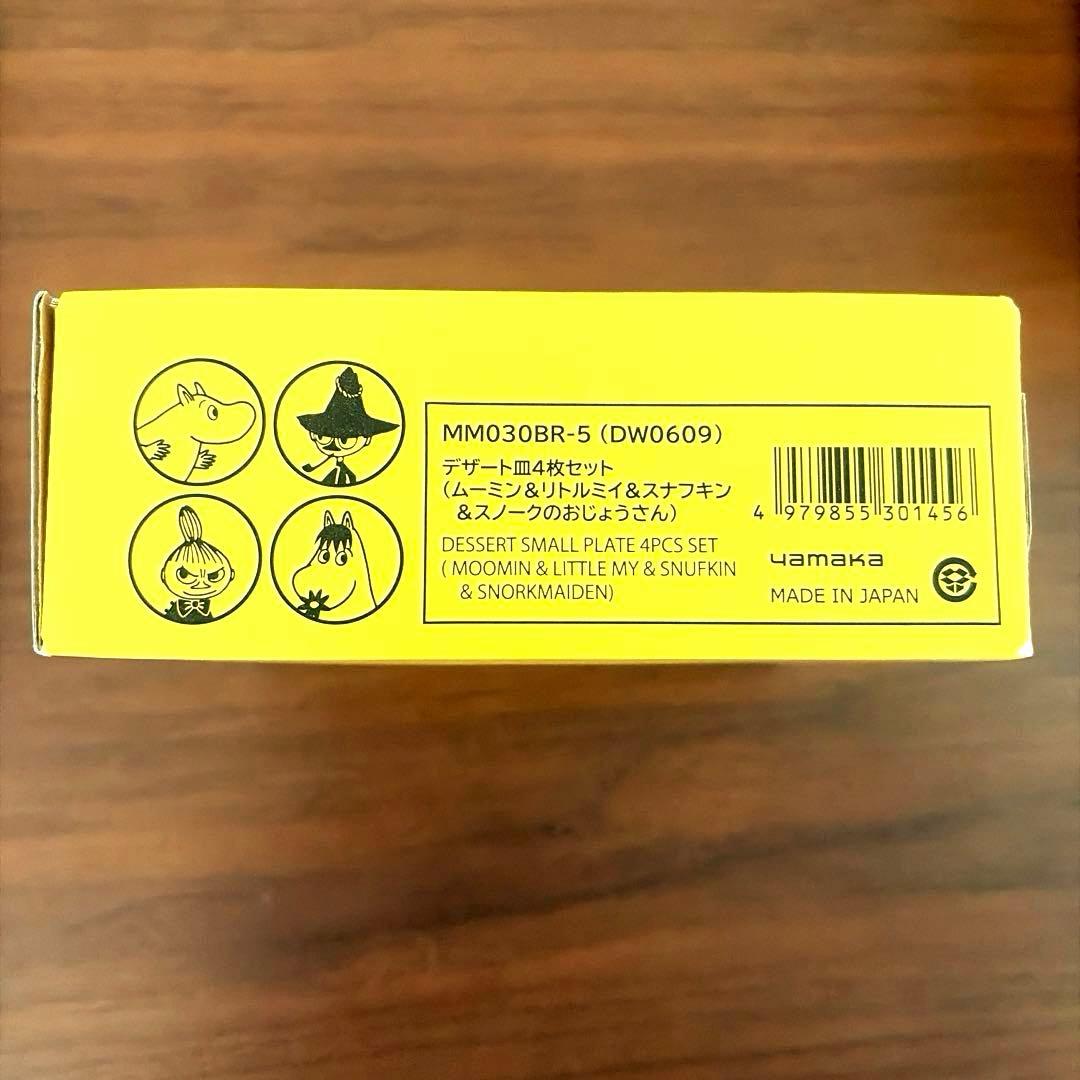 MM030BR-5 (DW0609)
デザート皿4枚セット
(ムーミン&リトルミイ&スナフキン
&スノークのおじょうさん)
DESSERT SMALL PLATE 4PCS SET
( MOOMIN & LITTLE MY & SNUFKIN
& SNORKMAIDEN)
4 979855 301456
yamaka
MADE IN JAPAN